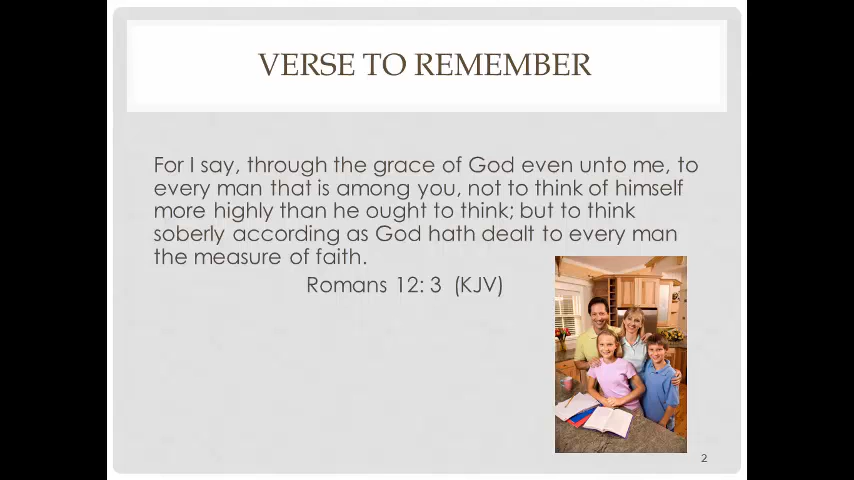 VERSE TO REMEMBER
For I say, through the grace of God even unto me, to
every man that is among you, not to think of himself
more highly than he ought to think; but to think
soberly according as God hath dealt to every man
the measure of faith.
Romans 12: 3 (KJV)
2